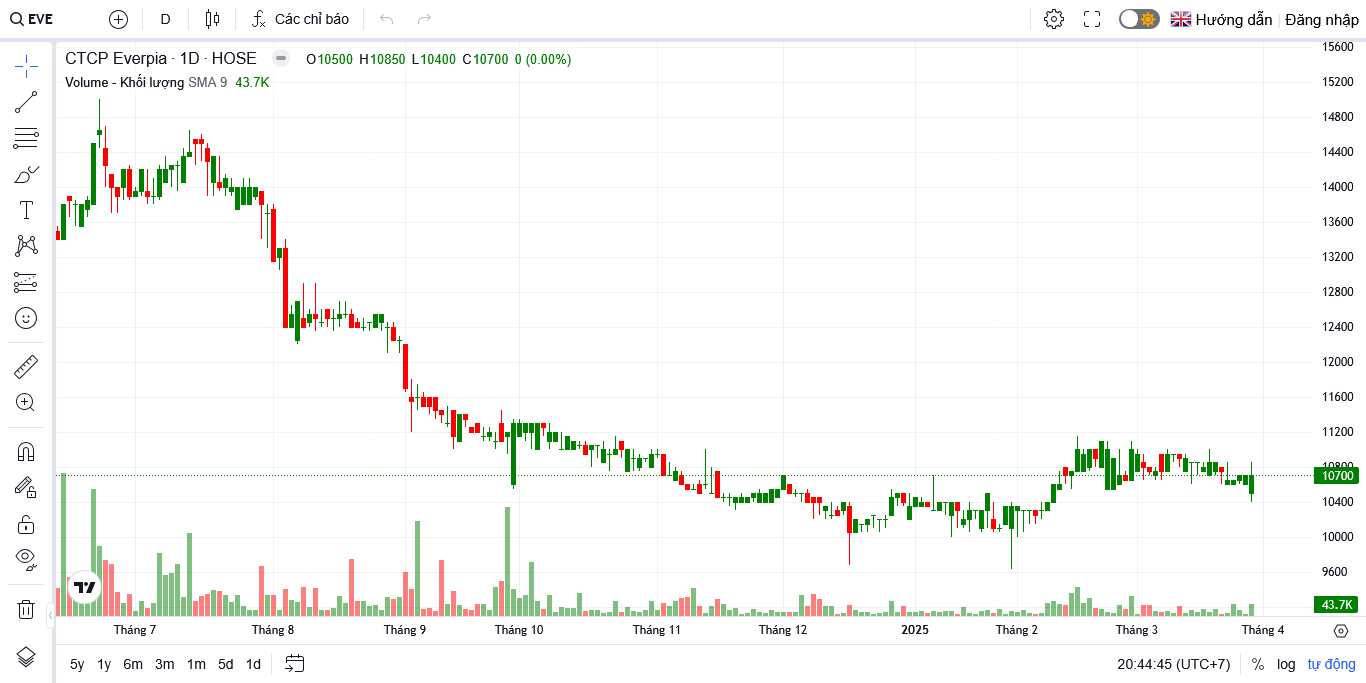 EVE D Các chỉ báo Hướng dẫn Đăng nhập
CTCP Everpia · 1D · HOSE O10500 H10850 L10400 C10700 0 (0.00%)
Volume - Khối lượng SMA 9 43.7K
15600
15200
14800
14400
14000
13600
13200
12800
12400
12000
11600
11200
10800
10700
10400
10000
9600
43.7K
Tháng 7 Tháng 8 Tháng 9 Tháng 10 Tháng 11 Tháng 12 2025 Tháng 2 Tháng 3 Tháng 4
5y 1y 6m 3m 1m 5d 1d 20:44:45 (UTC+7) % log tự động